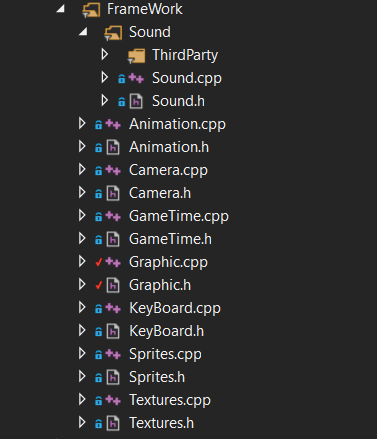 FrameWork
Sound
ThirdParty
Sound.cpp
Sound.h
Animation.cpp
Animation.h
Camera.cpp
Camera.h
GameTime.cpp
GameTime.h
Graphic.cpp
Graphic.h
KeyBoard.cpp
KeyBoard.h
Sprites.cpp
Sprites.h
Textures.cpp
Textures.h